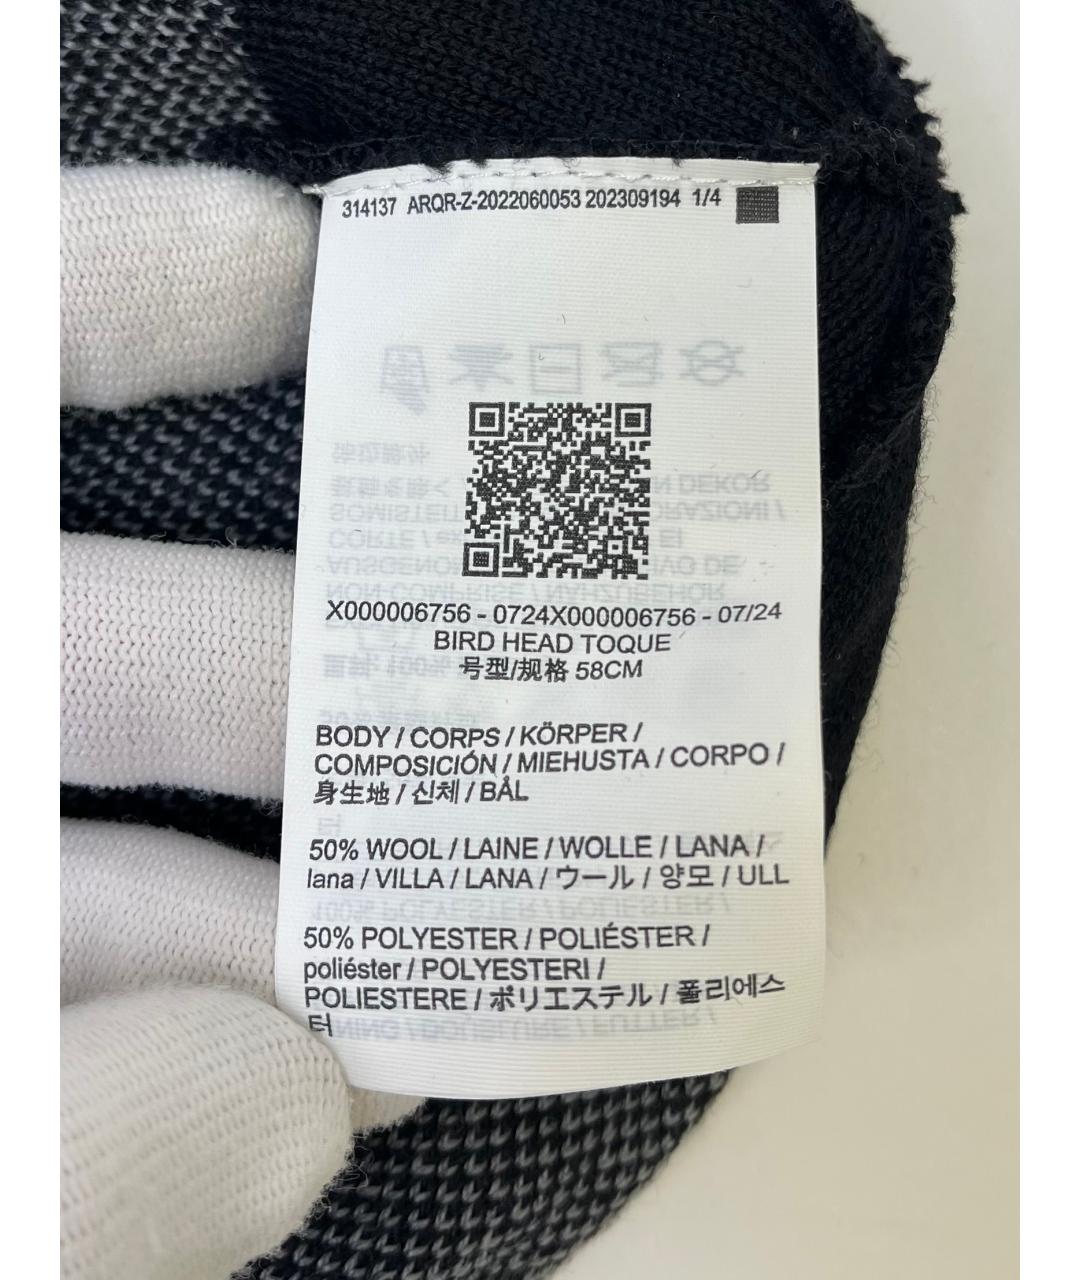 314137 ARQR-Z-2022060053 202309194 1/4
X000006756 - 0724X000006756 - 07/24
BIRD HEAD TOQUE
号型/规格 58CM
BODY / CORPS / KÖRPER /
COMPOSICIÓN / MIEHUSTA / CORPO /
身生地 / 신체 / BÅL
50% WOOL / LAINE / WOLLE / LANA /
lana / VILLA / LANA / ウール / 양모 / ULL
50% POLYESTER / POLIÉSTER /
poliéster / POLYESTERI /
POLIESTERE / ポリエステル / 폴리에스
터